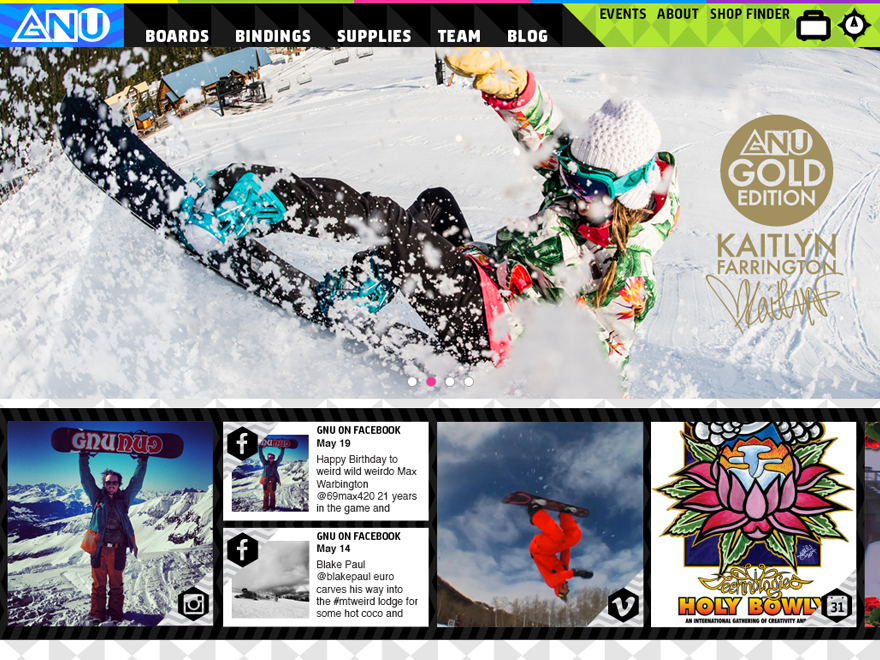 GNU
BOARDS BINDINGS SUPPLIES TEAM BLOG
EVENTS ABOUT SHOP FINDER
GNU
GOLD
EDITION
KAITLYN
FARRINGTON
GNU
GNU ON FACEBOOK
May 19
Happy Birthday to
weird wild weirdo Max
Warbington
@69max420 21 years
in the game and
GNU ON FACEBOOK
May 14
Blake Paul
@blakepaul euro
carves his way into
the #mtweird lodge for
some hot coco and
Technologies
HOLY BOWLY
AN INTERNATIONAL GATHERING OF CREATIVITY AND
31